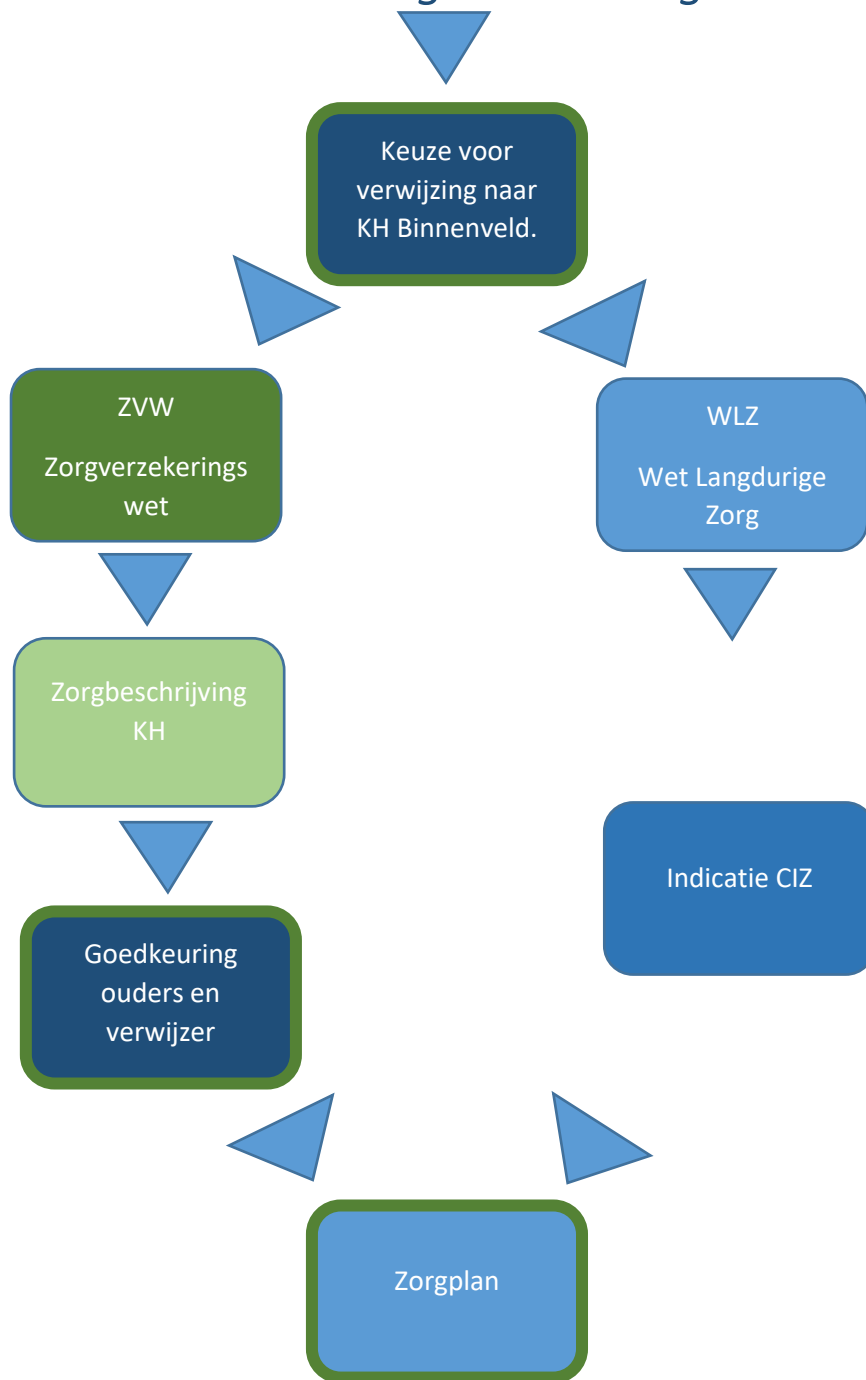 Keuze voor
verwijzing naar
KH Binnenveld.
ZVW
Zorgverzekerings
wet
WLZ
Wet Langdurige
Zorg
Zorgbeschrijving
KH
Indicatie CIZ
Goedkeuring
ouders en
verwijzer
Zorgplan